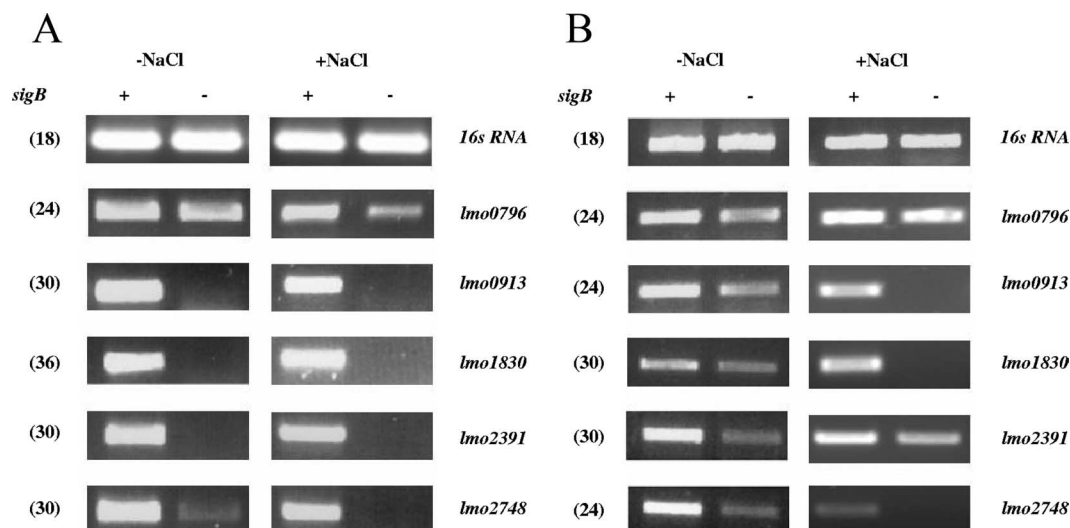 A
-NaCl +NaCl
sigB + - + -
(18) 16s RNA
(24) lmo0796
(30) lmo0913
(36) lmo1830
(30) lmo2391
(30) lmo2748
B
-NaCl +NaCl
sigB + - + -
(18) 16s RNA
(24) lmo0796
(24) lmo0913
(30) lmo1830
(30) lmo2391
(24) lmo2748